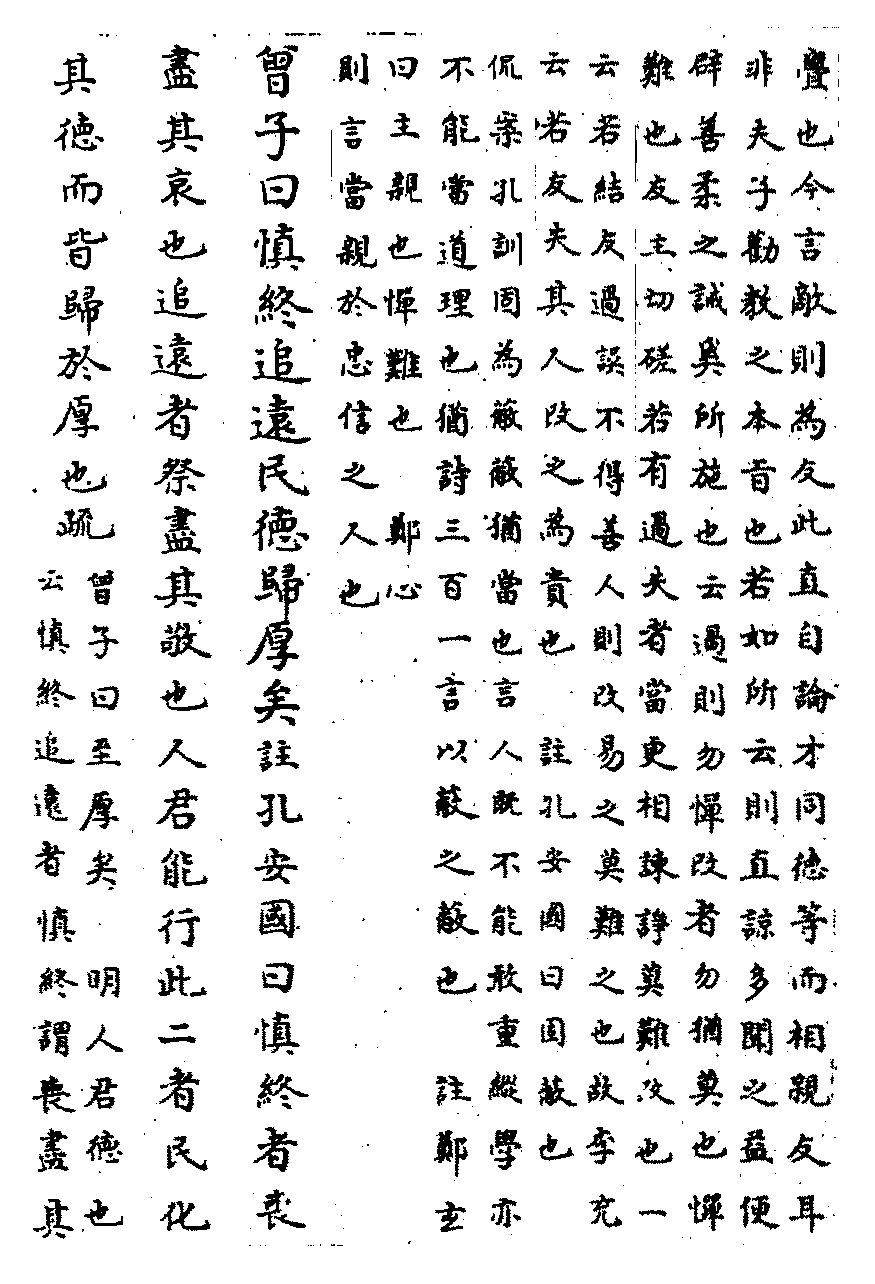 亹也今言敵則為友此直自論才同德等而相親友耳
非夫子勸教之本旨也若如所云則直諒多聞之益便
辟善柔之誡奚所施也云過則勿憚改者勿猶莫也憚
難也友主切磋若有過失者當更相諫諍莫難改也一
云若結友過誤不得善人則改易之莫難之也故李充
云若友失其人改之為貴也　註孔安國曰固蔽也
侃案孔訓固為蔽蔽猶當也言人既不能敢重縱學亦
不能當道理也猶詩三百一言以蔽之蔽也　註鄭玄
曰主親也憚難也　鄭心
則言當親於忠信之人也
曾子曰慎終追遠民德歸厚矣註孔安國曰慎終者喪
盡其哀也追遠者祭盡其敬也人君能行此二者民化
其德而皆歸於厚也疏
曾子曰至厚矣　明人君德也
云慎終追遠者慎終謂喪盡其